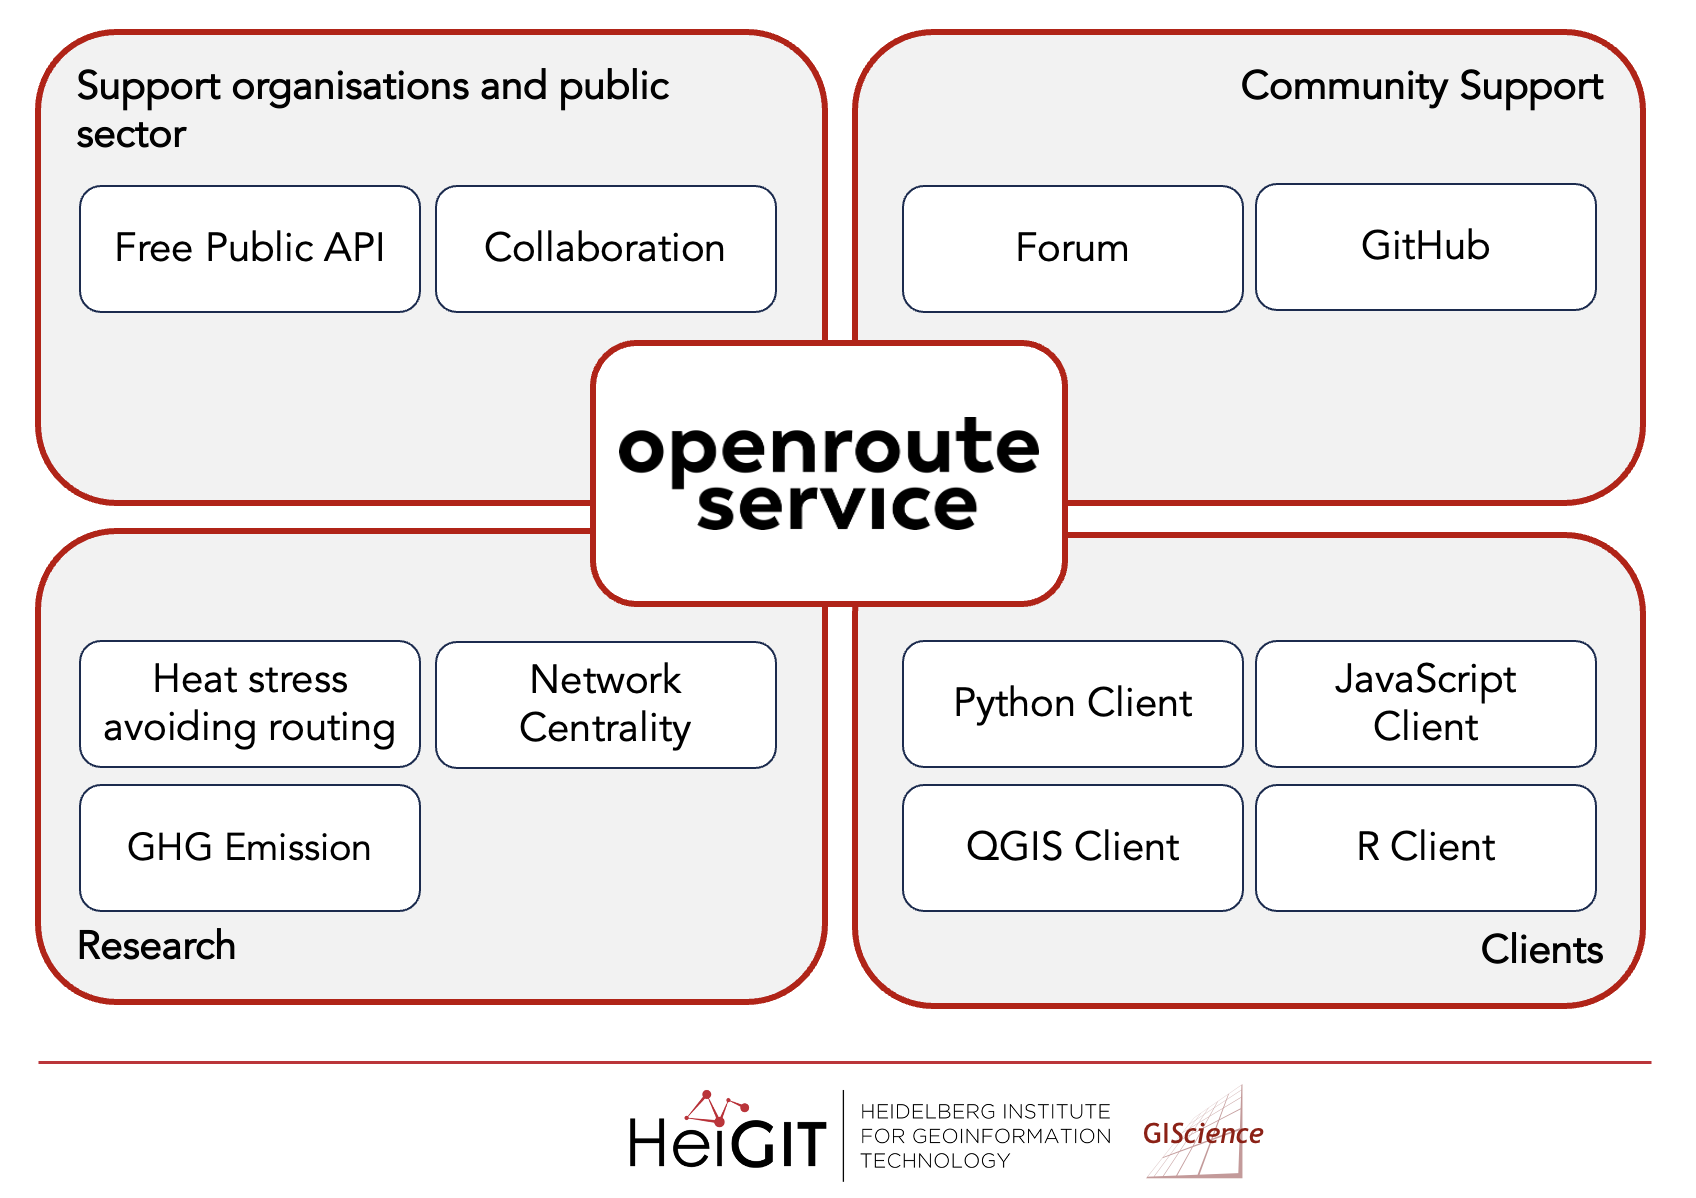 Support organisations and public
sector
Free Public API
Collaboration
Community Support
Forum
GitHub
openroute
service
Heat stress
avoiding routing
Network
Centrality
GHG Emission
Research
Python Client
JavaScript
Client
QGIS Client
R Client
Clients
HeiGIT
HEIDELBERG INSTITUTE
FOR GEOINFORMATION
TECHNOLOGY
GIScience